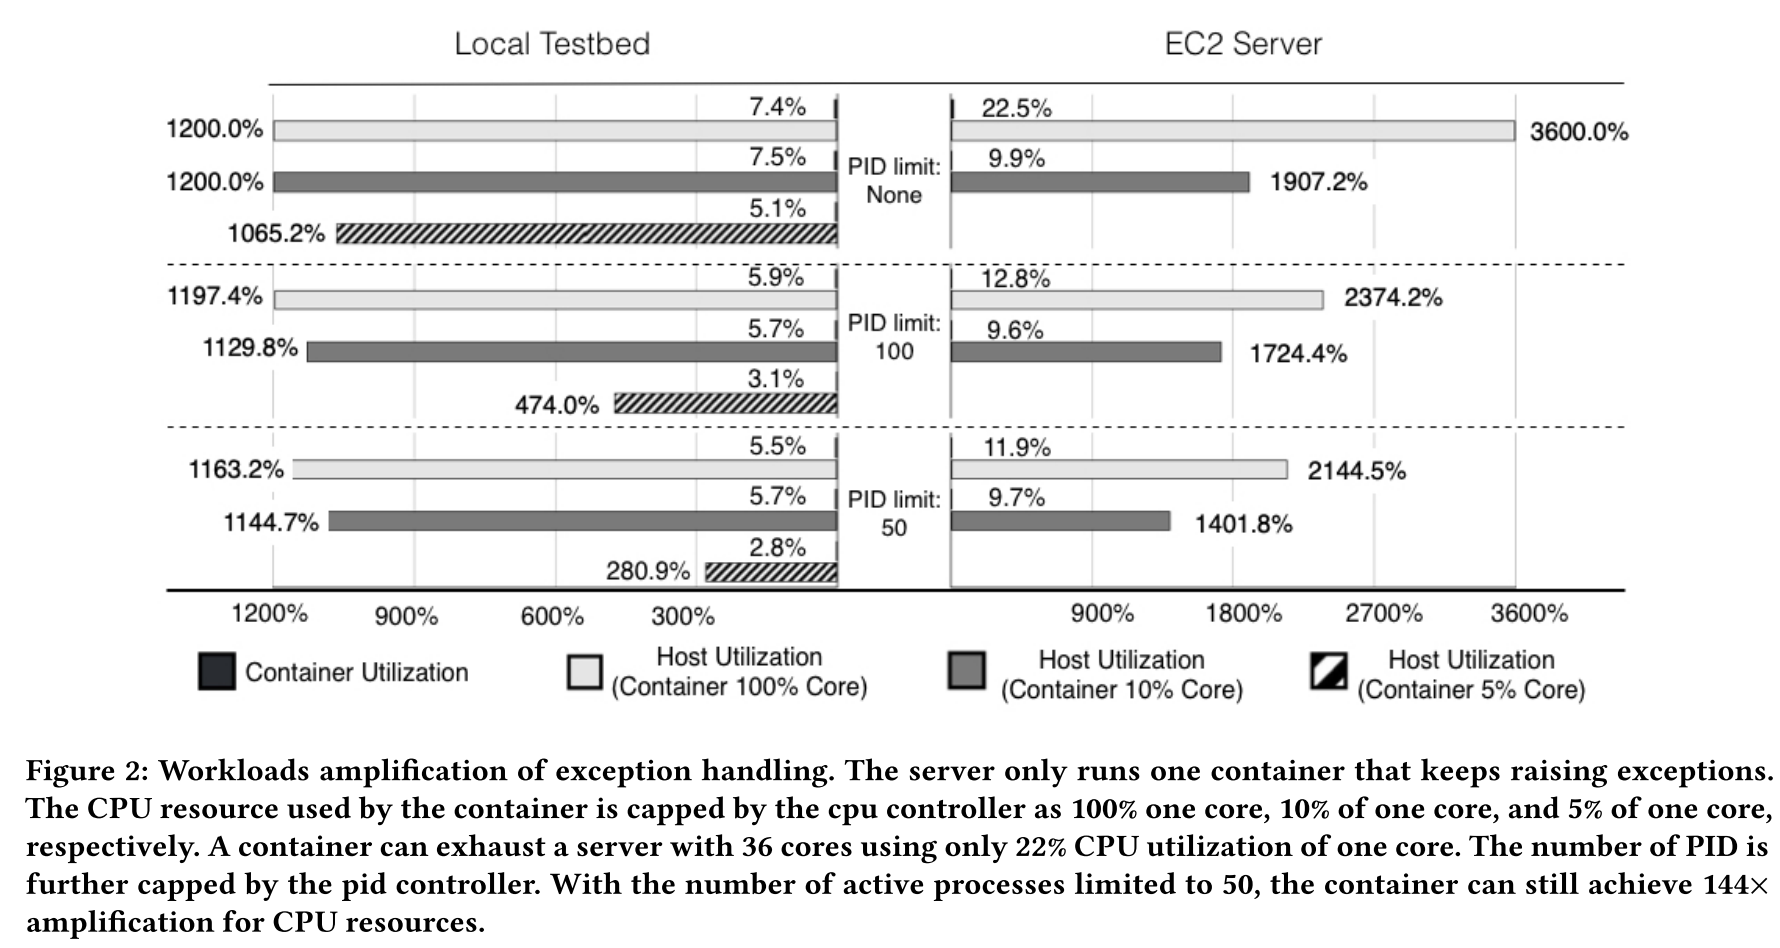 Local Testbed
EC2 Server
7.4%
22.5%
1200.0%
3600.0%
7.5%
9.9%
1200.0%
PID limit:
None
1907.2%
5.1%
1065.2%
5.9%
12.8%
1197.4%
2374.2%
5.7%
9.6%
1129.8%
PID limit:
100
1724.4%
3.1%
474.0%
5.5%
11.9%
1163.2%
2144.5%
5.7%
9.7%
1144.7%
PID limit:
50
1401.8%
2.8%
280.9%
1200%
900%
600%
300%
900%
1800%
2700%
3600%
Container Utilization
Host Utilization
(Container 100% Core)
Host Utilization
(Container 10% Core)
Host Utilization
(Container 5% Core)
Figure 2: Workloads amplification of exception handling. The server only runs one container that keeps raising exceptions.
The CPU resource used by the container is capped by the cpu controller as 100% one core, 10% of one core, and 5% of one core,
respectively. A container can exhaust a server with 36 cores using only 22% CPU utilization of one core. The number of PID is
further capped by the pid controller. With the number of active processes limited to 50, the container can still achieve 144×
amplification for CPU resources.